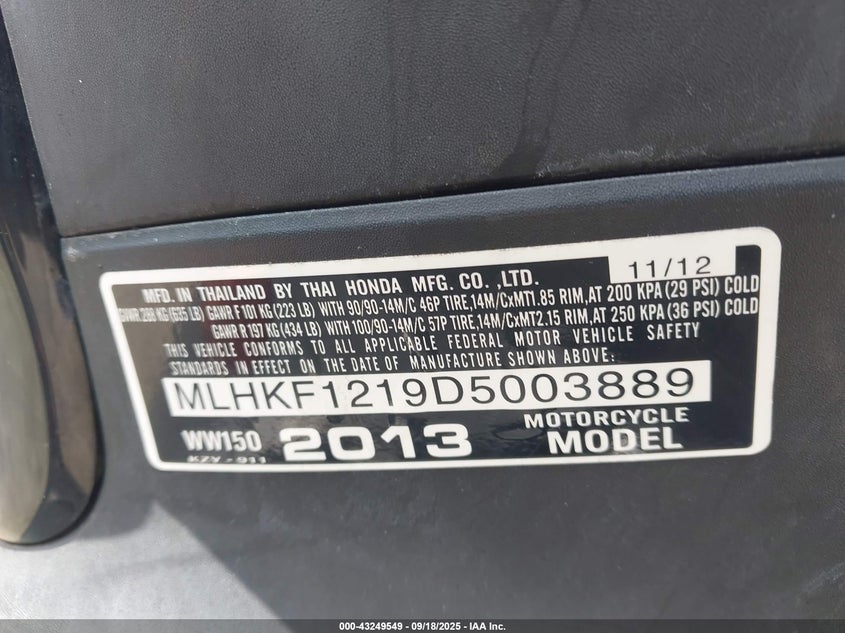 MFD. IN THAILAND BY THAI HONDA MFG. CO. ,LTD. 11/12
GVWR.288 KG (635 LB) GAWR F 101 KG (223 LB) WITH 90/90-14M/C 46P TIRE,14M/CxMT1.85 RIM,AT 200 KPA (29 PSI) COLD
GAWR R 197 KG (434 LB) WITH 100/90-14M/C 57P TIRE,14M/CxMT2.15 RIM,AT 250 KPA (36 PSI) COLD
THIS VEHICLE CONFORMS TO ALL APPLICABLE FEDERAL MOTOR VEHICLE SAFETY
STANDARDS IN EFFECT ON THE DATE OF MANUFACTURE SHOWN ABOVE:
MLHKF1219D5003889
WW150 2013 MOTORCYCLE MODEL
KZY-911
000-43249549 - 09/18/2025 - IAA Inc.